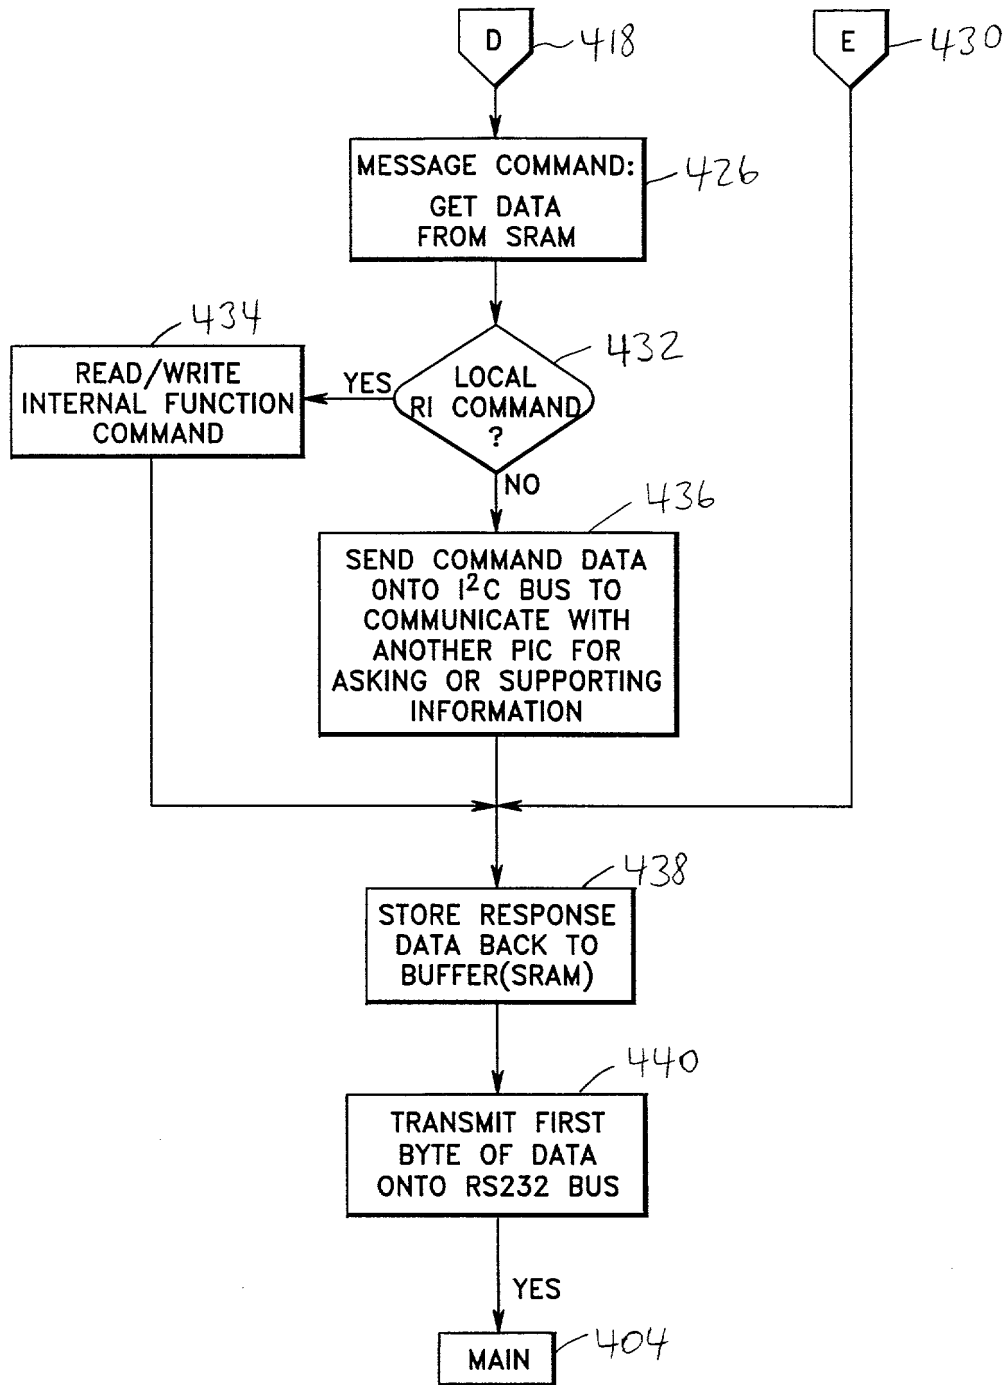 D
418
E
430
MESSAGE COMMAND:
GET DATA
FROM SRAM
426
434
READ/WRITE
INTERNAL FUNCTION
COMMAND
YES
LOCAL
RI COMMAND
?
432
NO
436
SEND COMMAND DATA
ONTO I²C BUS TO
COMMUNICATE WITH
ANOTHER PIC FOR
ASKING OR SUPPORTING
INFORMATION
438
STORE RESPONSE
DATA BACK TO
BUFFER(SRAM)
440
TRANSMIT FIRST
BYTE OF DATA
ONTO RS232 BUS
YES
MAIN
404